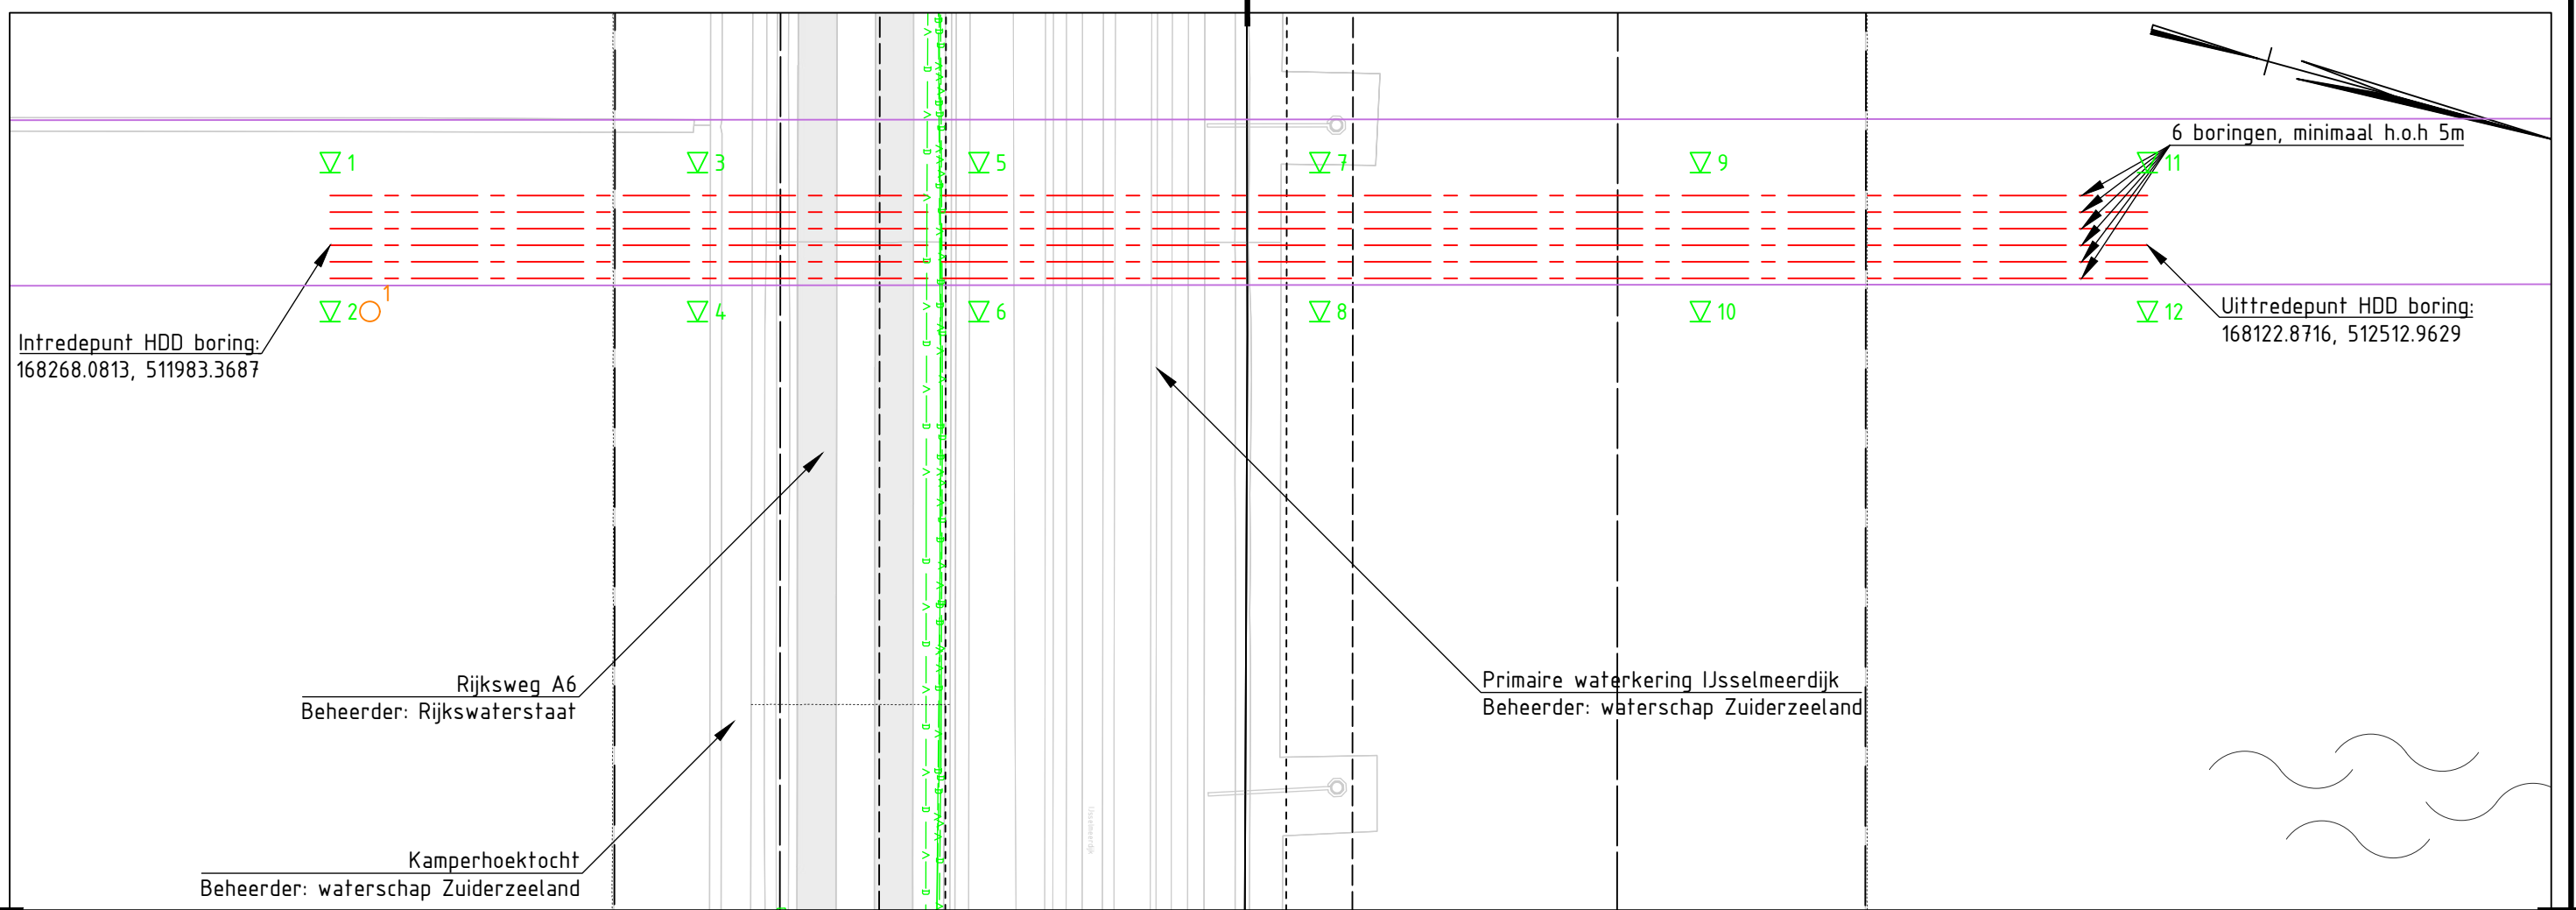 6 boringen, minimaal h.o.h 5m
1
3
5
7
9
11
1
2
4
6
8
10
12
Intredepunt HDD boring:
168268.0813, 511983.3687
Uittredepunt HDD boring:
168122.8716, 512512.9629
Rijksweg A6
Beheerder: Rijkswaterstaat
Primaire waterkering IJsselmeerdijk
Beheerder: waterschap Zuiderzeeland
IJsselmeerdijk
Kamperhoektocht
Beheerder: waterschap Zuiderzeeland